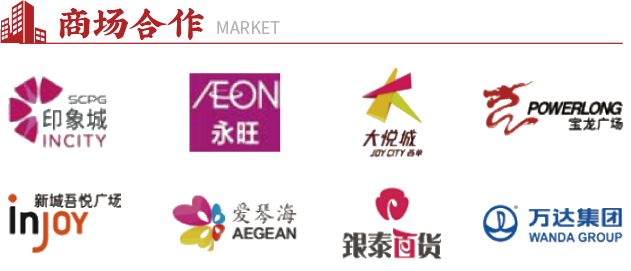 商场合作 MARKET
SCPG
印象城
INCITY
ÆEON
永旺
大悦城
JOY CITY 西单
POWERLONG
宝龙广场
新城吾悦广场
injoy
爱琴海
AEGEAN
银泰百货
万达集团
WANDA GROUP